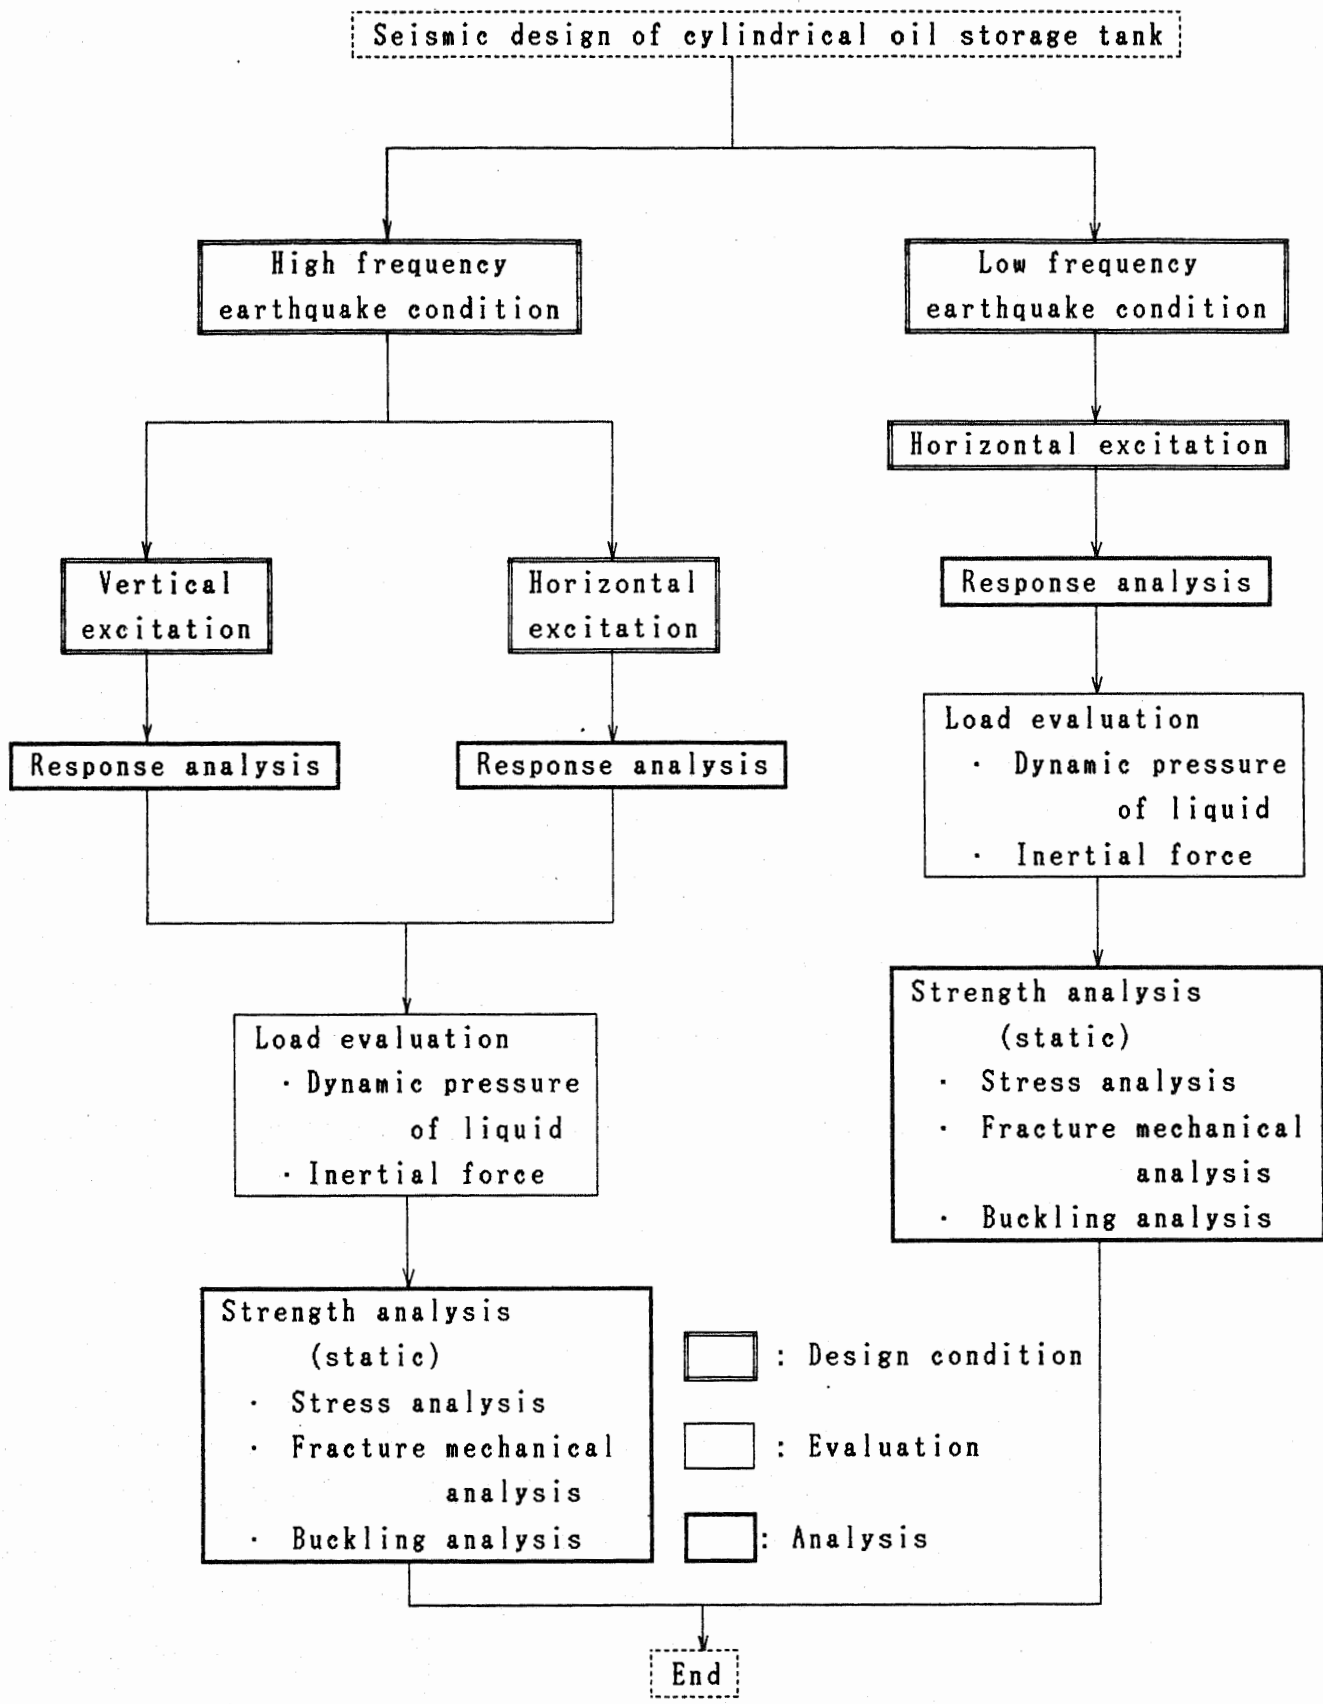 Seismic design of cylindrical oil storage tank
High frequency
earthquake condition
Low frequency
earthquake condition
Horizontal excitation
Vertical
excitation
Horizontal
excitation
Response analysis
Response analysis
Response analysis
Load evaluation
· Dynamic pressure
of liquid
· Inertial force
Load evaluation
· Dynamic pressure
of liquid
· Inertial force
Strength analysis
(static)
· Stress analysis
· Fracture mechanical
analysis
· Buckling analysis
Strength analysis
(static)
· Stress analysis
· Fracture mechanical
analysis
· Buckling analysis
: Design condition
: Evaluation
: Analysis
End